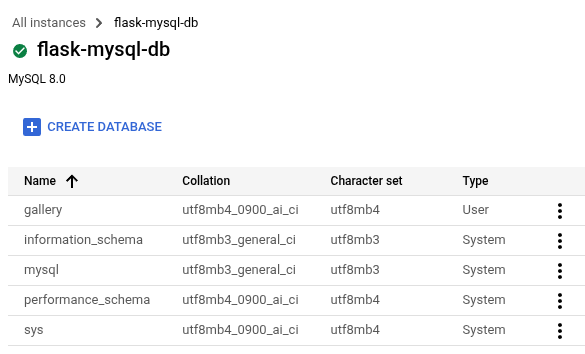 All instances > flask-mysql-db
flask-mysql-db
MySQL 8.0
CREATE DATABASE
Name Collation Character set Type
gallery utf8mb4_0900_ai_ci utf8mb4 User
information_schema utf8mb3_general_ci utf8mb3 System
mysql utf8mb3_general_ci utf8mb3 System
performance_schema utf8mb4_0900_ai_ci utf8mb4 System
sys utf8mb4_0900_ai_ci utf8mb4 System